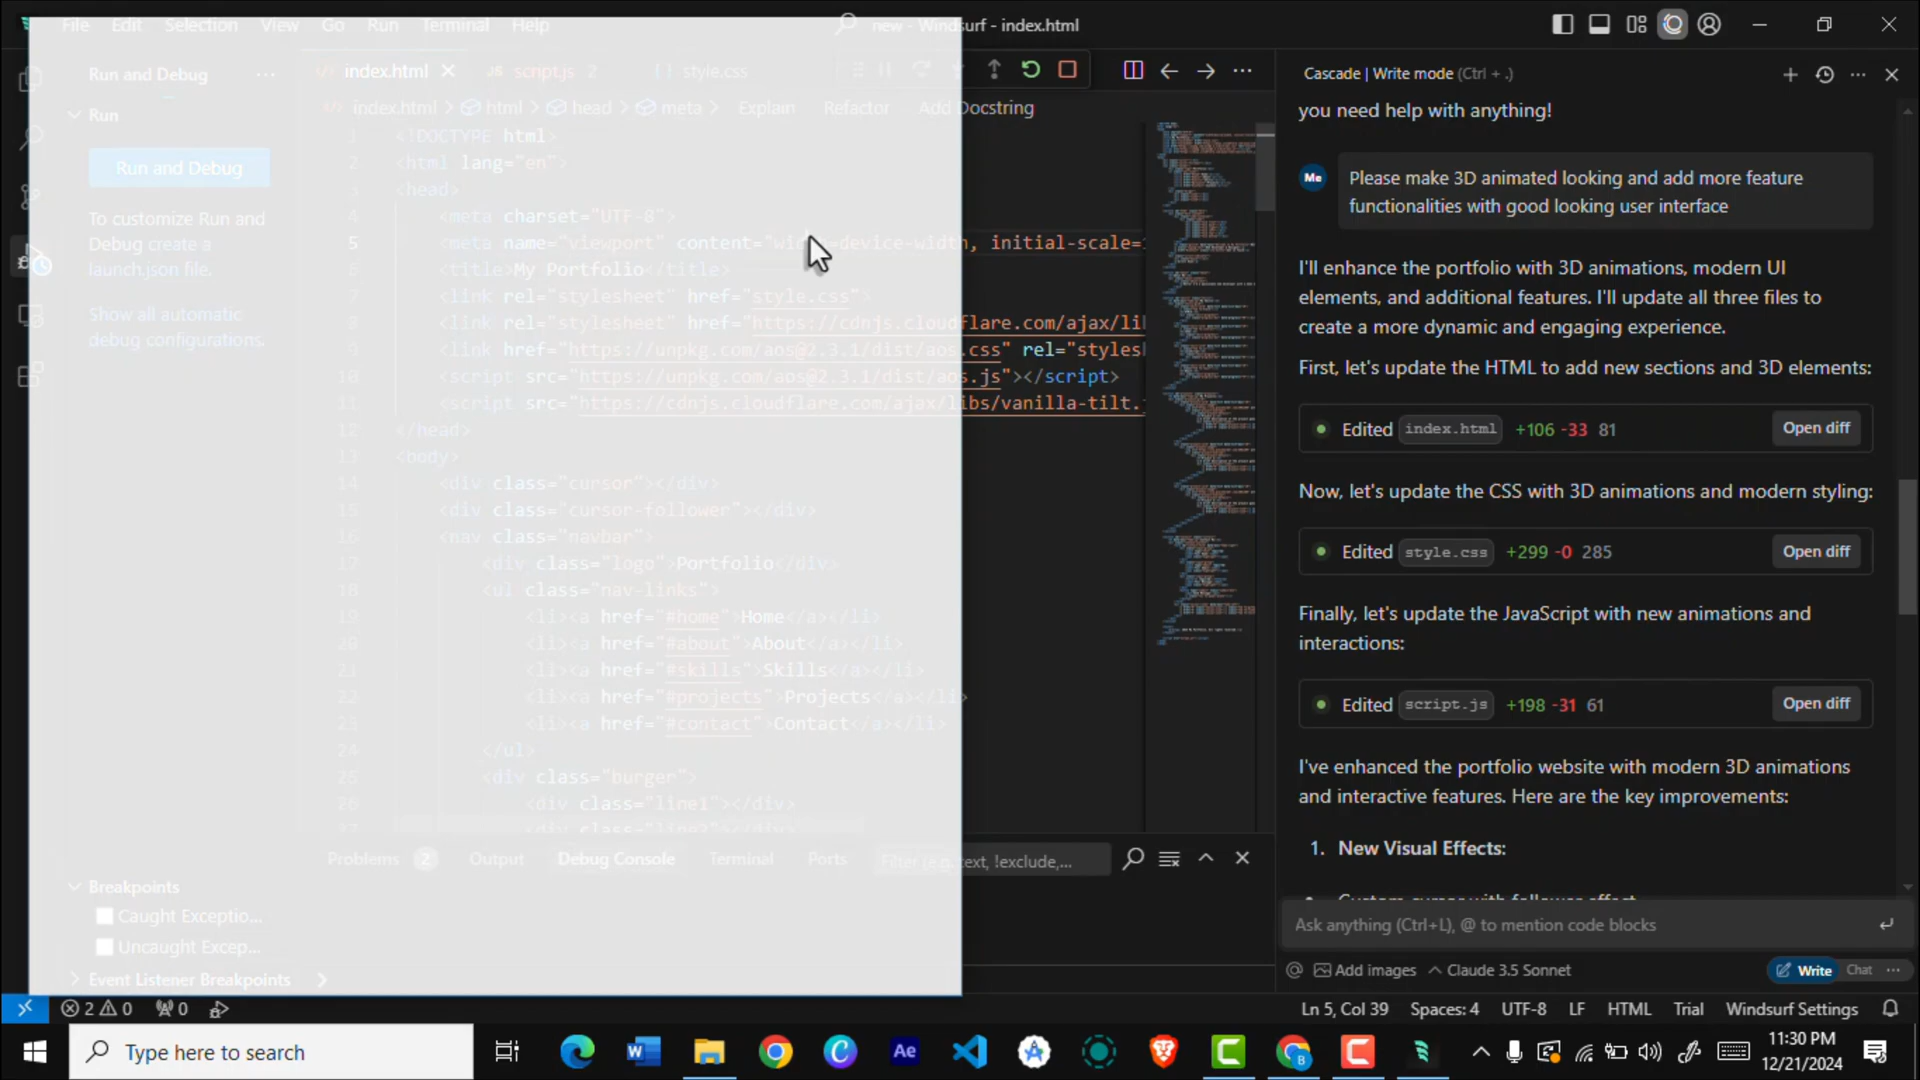 File Edit Selection View Go Run Terminal Help
new - Windsurf - index.html
Run and Debug ...
Run
Run and Debug
To customize Run and
Debug create a
launch.json file.
Show all automatic
debug configurations.
Breakpoints
Caught Exceptio...
Uncaught Excep...
Event Listener Breakpoints
index.html script.js 2 style.css
index.html > html > head > meta > Explain Refactor Add Docstring
1 <!DOCTYPE html>
2 <html lang="en">
3 <head>
4 <meta charset="UTF-8">
5 <meta name="viewport" content="width=device-width, initial-scale=1
6 <title>My Portfolio</title>
7 <link rel="stylesheet" href="style.css">
8 <link rel="stylesheet" href="https://cdnjs.cloudflare.com/ajax/li
9 <link href="https://unpkg.com/aos@2.3.1/dist/aos.css" rel="styles
10 <script src="https://unpkg.com/aos@2.3.1/dist/aos.js"></script>
11 <script src="https://cdnjs.cloudflare.com/ajax/libs/vanilla-tilt.
12 </head>
13 <body>
14 <div class="cursor"></div>
15 <div class="cursor-follower"></div>
16 <nav class="navbar">
17 <div class="logo">Portfolio</div>
18 <ul class="nav-links">
19 <li><a href="#home">Home</a></li>
20 <li><a href="#about">About</a></li>
21 <li><a href="#skills">Skills</a></li>
22 <li><a href="#projects">Projects</a></li>
23 <li><a href="#contact">Contact</a></li>
24 </ul>
25 <div class="burger">
26 <div class="line1"></div>
27 <div class="line2"></div>
Problems 2 Output Debug Console Terminal Ports
Filter (e.g. text, !exclude,...
Cascade | Write mode (Ctrl + .)
you need help with anything!
Me
Please make 3D animated looking and add more feature
functionalities with good looking user interface
I'll enhance the portfolio with 3D animations, modern UI
elements, and additional features. I'll update all three files to
create a more dynamic and engaging experience.
First, let's update the HTML to add new sections and 3D elements:
Edited index.html +106 -33 81 Open diff
Now, let's update the CSS with 3D animations and modern styling:
Edited style.css +299 -0 285 Open diff
Finally, let's update the JavaScript with new animations and
interactions:
Edited script.js +198 -31 61 Open diff
I've enhanced the portfolio website with modern 3D animations
and interactive features. Here are the key improvements:
1. New Visual Effects:
Custom cursor with follower effect
Ask anything (Ctrl+L), @ to mention code blocks
Add images Claude 3.5 Sonnet Write Chat ...
2 0 0
Ln 5, Col 39 Spaces: 4 UTF-8 LF HTML Trial Windsurf Settings
Type here to search
W
Ae
B
11:30 PM
12/21/2024